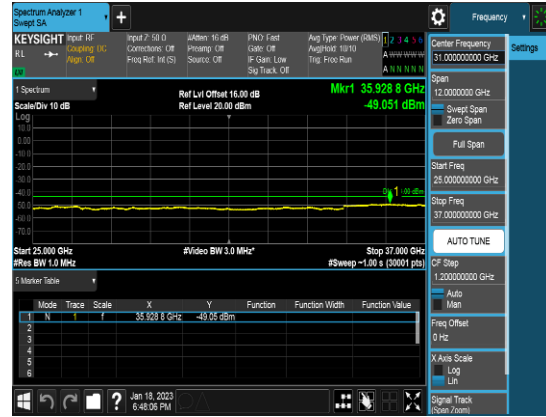 Spectrum Analyzer 1
Swept SA
+
Frequency
KEYSIGHT
RL
Input: RF
Coupling: DC
Align: Off
Input Z: 50 Ω
Corrections: Off
Freq Ref: Int (S)
#Atten: 16 dB
Preamp: Off
Source: Off
PNO: Fast
Gate: Off
IF Gain: Low
Sig Track: Off
Avg Type: Power (RMS)
Avg|Hold: 10/10
Trig: Free Run
1 2 3 4 5 6
A W W W W W
A N N N N N
1 Spectrum
Scale/Div 10 dB
Ref Lvl Offset 16.00 dB
Ref Level 20.00 dBm
Mkr1 35.928 8 GHz
-49.051 dBm
Log
10.0
0.00
-10.0
-20.0
-30.0
-40.0
-50.0
-60.0
-70.0
1
Start 25.000 GHz
#Res BW 1.0 MHz
#Video BW 3.0 MHz*
Stop 37.000 GHz
#Sweep ~1.00 s (30001 pts)
5 Marker Table
Mode Trace Scale X Y Function Function Width Function Value
1 N 1 f 35.928 8 GHz -49.05 dBm
2
3
4
5
6
Jan 18, 2023
6:48:06 PM
Center Frequency
31.000000000 GHz
Settings
Span
12.0000000 GHz
Swept Span
Zero Span
Full Span
Start Freq
25.000000000 GHz
Stop Freq
37.000000000 GHz
AUTO TUNE
CF Step
1.200000000 GHz
Auto
Man
Freq Offset
0 Hz
X Axis Scale
Log
Lin
Signal Track
(Span Zoom)